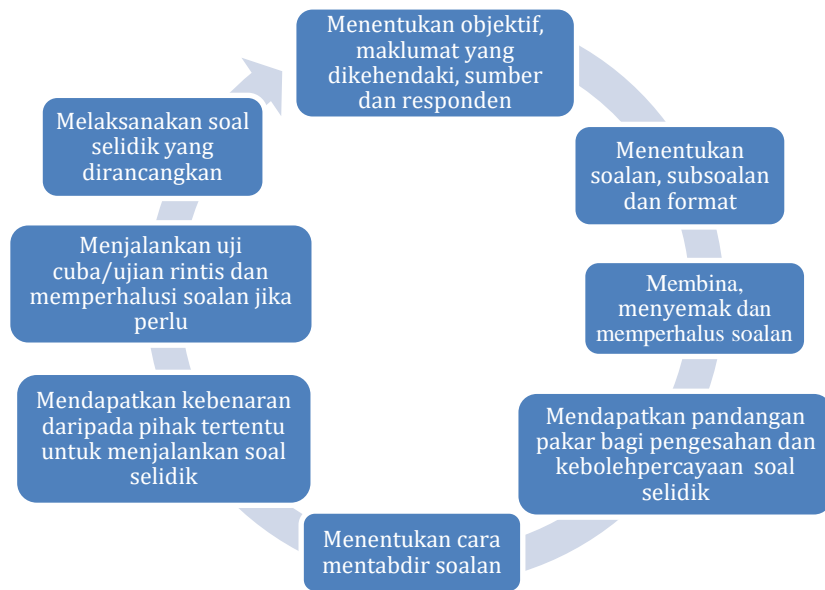 Menentukan objektif,
maklumat yang
dikehendaki, sumber
dan responden
Menentukan
soalan, subsoalan
dan format
Membina,
menyemak dan
memperhalus soalan
Mendapatkan pandangan
pakar bagi pengesahan dan
kebolehpercayaan soal
selidik
Menentukan cara
mentabdir soalan
Mendapatkan kebenaran
daripada pihak tertentu
untuk menjalankan soal
selidik
Menjalankan uji
cuba/ujian rintis dan
memperhalusi soalan jika
perlu
Melaksanakan soal
selidik yang
dirancangkan